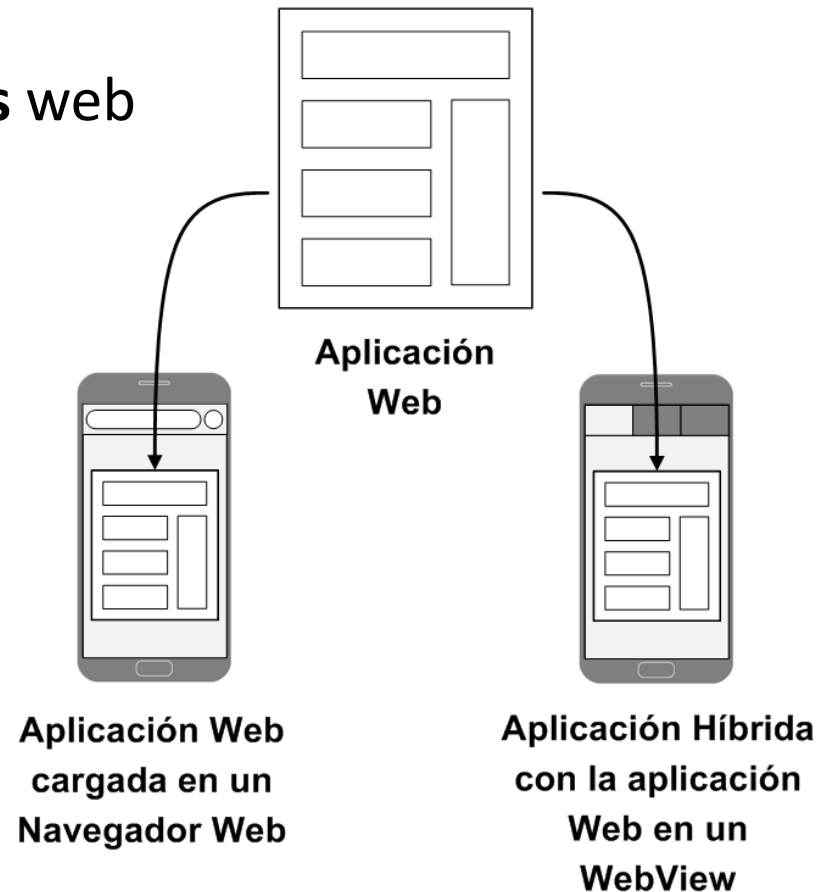 s web
Aplicación
Web
Aplicación Web
cargada en un
Navegador Web
Aplicación Híbrida
con la aplicación
Web en un
WebView